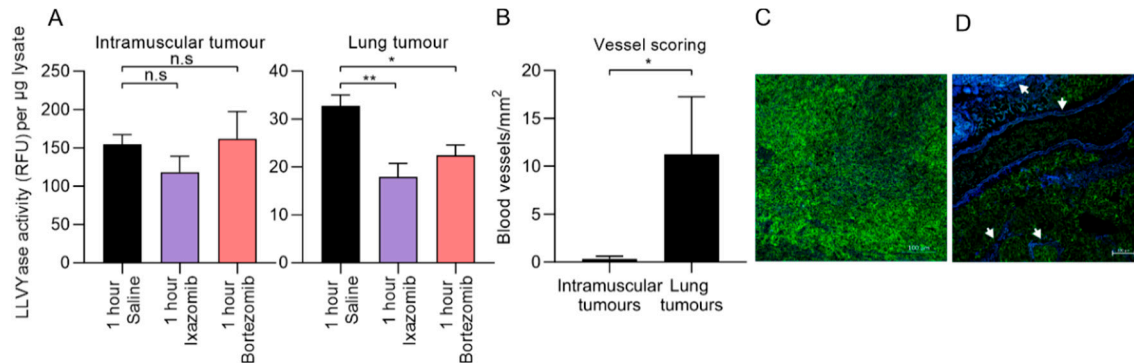 A
B
C
D
Intramuscular tumour
Lung tumour
Vessel scoring
LLVYase activity (RFU) per µg lysate
250
200
150
100
50
0
n.s
n.s
1 hour Saline
1 hour Ixazomib
1 hour Bortezomib
40
30
20
10
0
*
**
1 hour Saline
1 hour Ixazomib
1 hour Bortezomib
Blood vessels/mm²
20
15
10
5
0
*
Intramuscular
tumours
Lung
tumours